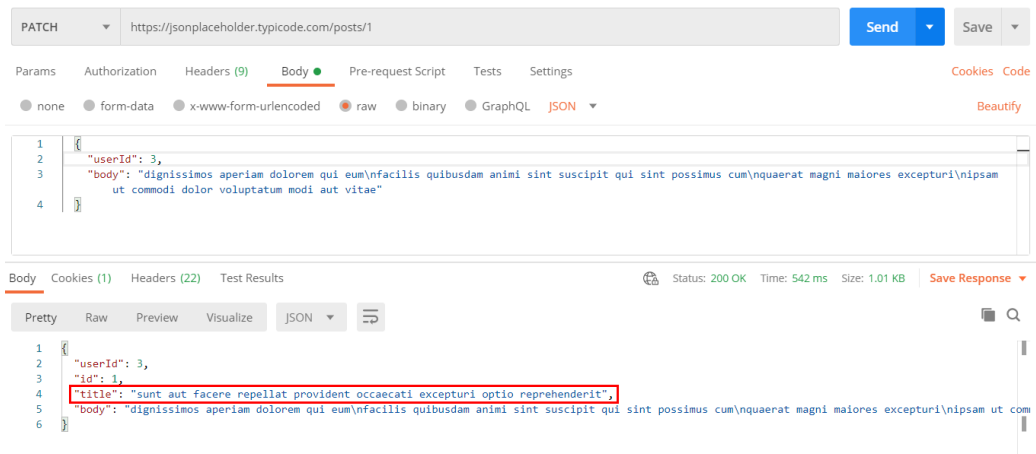 PATCH https://jsonplaceholder.typicode.com/posts/1 Send Save
Params Authorization Headers (9) Body Pre-request Script Tests Settings Cookies Code
none form-data x-www-form-urlencoded raw binary GraphQL JSON Beautify
1 {
2 "userId": 3,
3 "body": "dignissimos aperiam dolorem qui eum\nfacilis quibusdam animi sint suscipit qui sint possimus cum\nquaerat magni maiores excepturi\nipsam
ut commodi dolor voluptatum modi aut vitae"
4 }
Body Cookies (1) Headers (22) Test Results Status: 200 OK Time: 542 ms Size: 1.01 KB Save Response
Pretty Raw Preview Visualize JSON
1 {
2 "userId": 3,
3 "id": 1,
4 "title": "sunt aut facere repellat provident occaecati excepturi optio reprehenderit",
5 "body": "dignissimos aperiam dolorem qui eum\nfacilis quibusdam animi sint suscipit qui sint possimus cum\nquaerat magni maiores excepturi\nipsam ut com
6 }